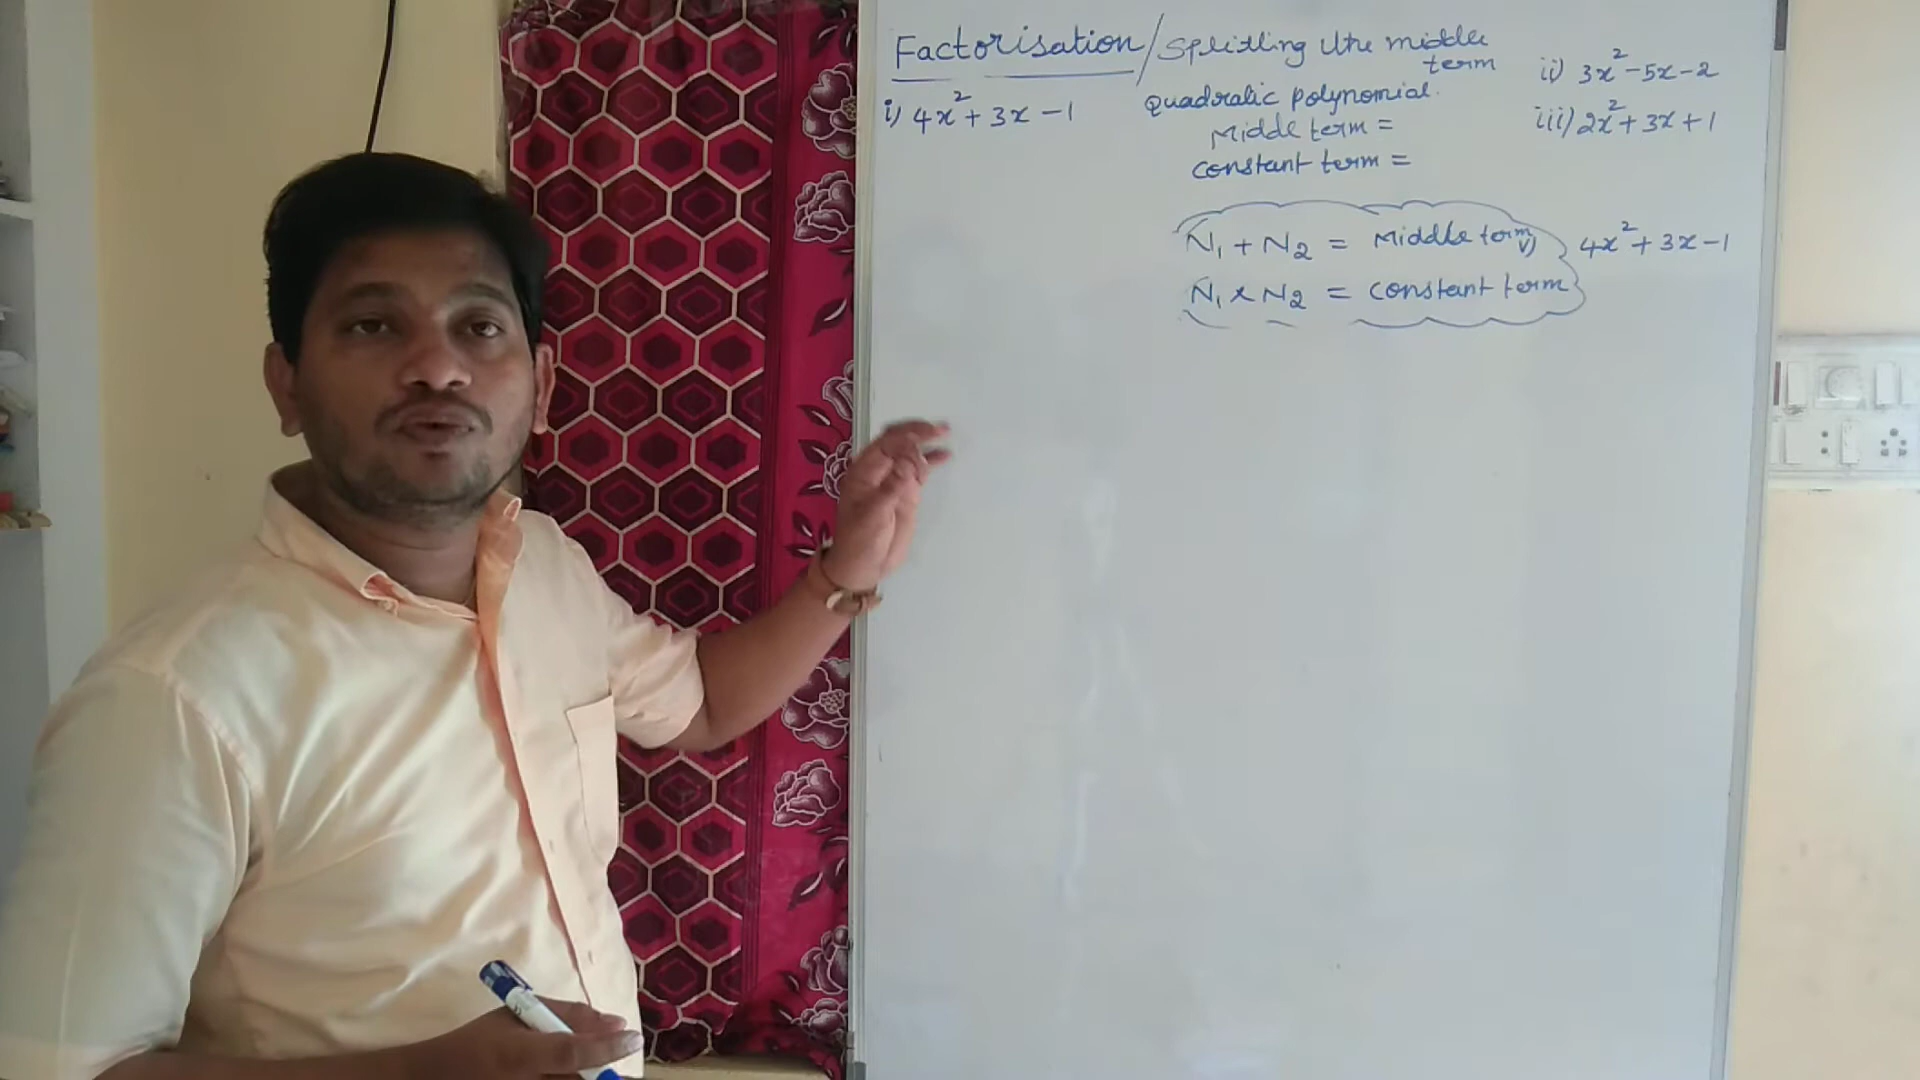 Factorisation / Splitting the middle term
i) 4x² + 3x - 1
Quadratic polynomial.
Middle term =
constant term =
ii) 3x² - 5x - 2
iii) 2x² + 3x + 1
N₁ + N₂ = Middle term
N₁ x N₂ = constant term
v) 4x² + 3x - 1